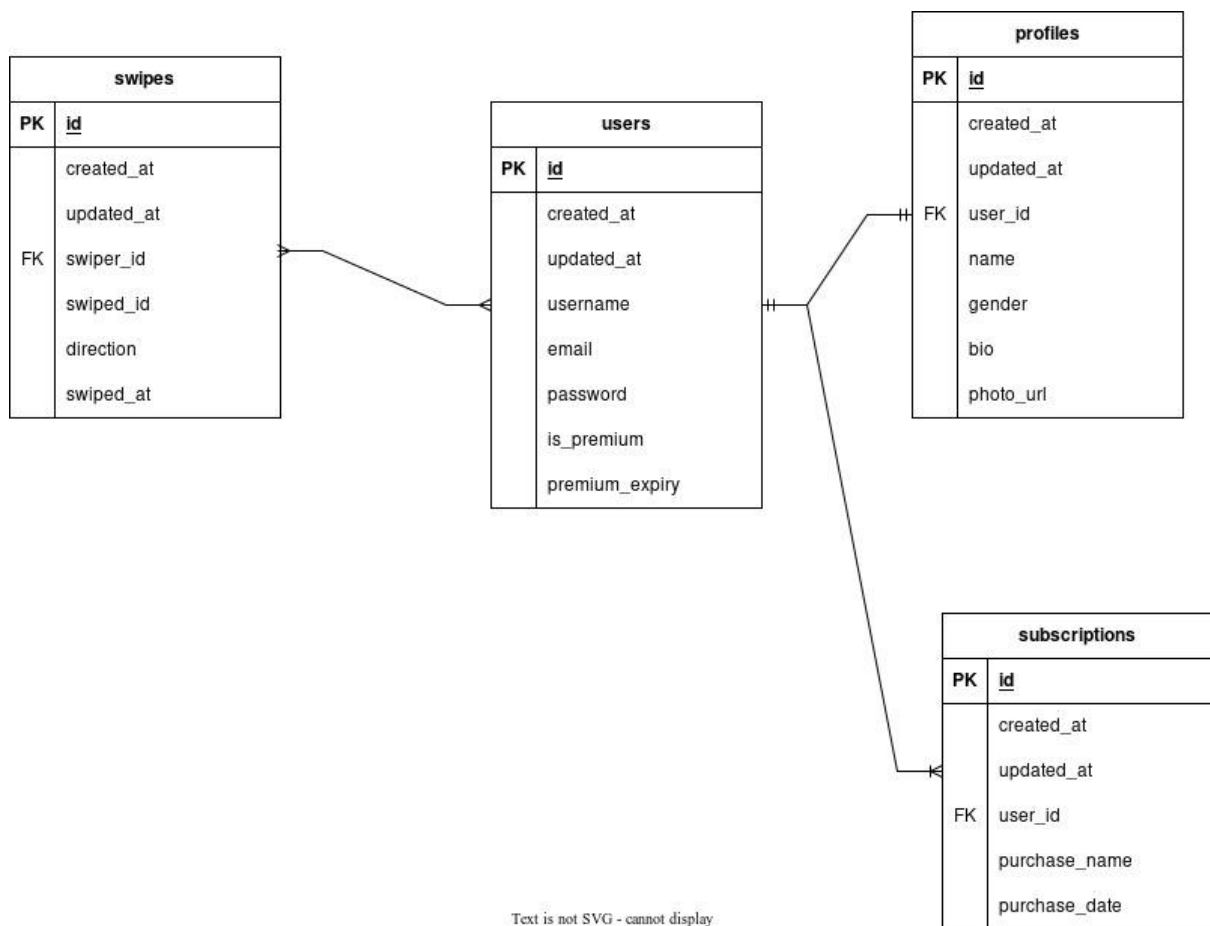 swipes
PK id
created_at
updated_at
FK swiper_id
swiped_id
direction
swiped_at
users
PK id
created_at
updated_at
username
email
password
is_premium
premium_expiry
profiles
PK id
created_at
updated_at
FK user_id
name
gender
bio
photo_url
subscriptions
PK id
created_at
updated_at
FK user_id
purchase_name
purchase_date
Text is not SVG - cannot display